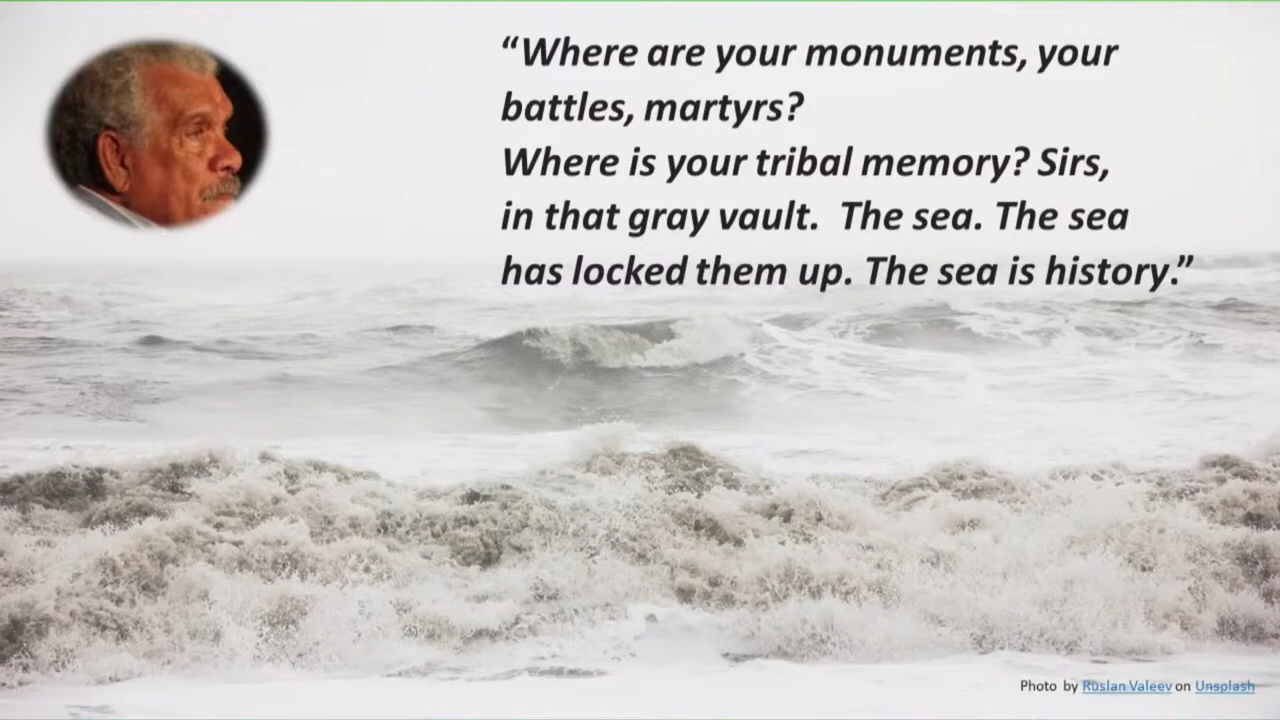 “Where are your monuments, your
battles, martyrs?
Where is your tribal memory? Sirs,
in that gray vault.  The sea. The sea
has locked them up. The sea is history.”
Photo by Ruslan Valeev on Unsplash